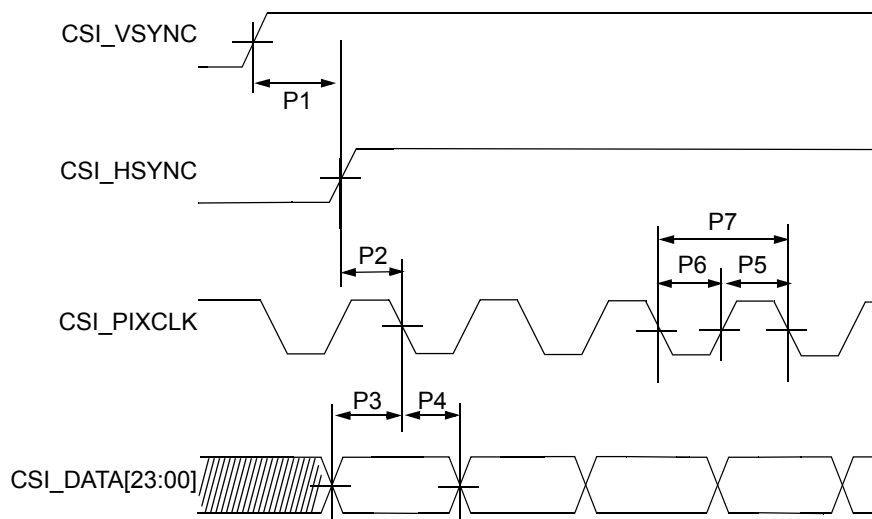 CSI_VSYNC
P1
CSI_HSYNC
P7
P2
P6
P5
CSI_PIXCLK
P3
P4
CSI_DATA[23:00]